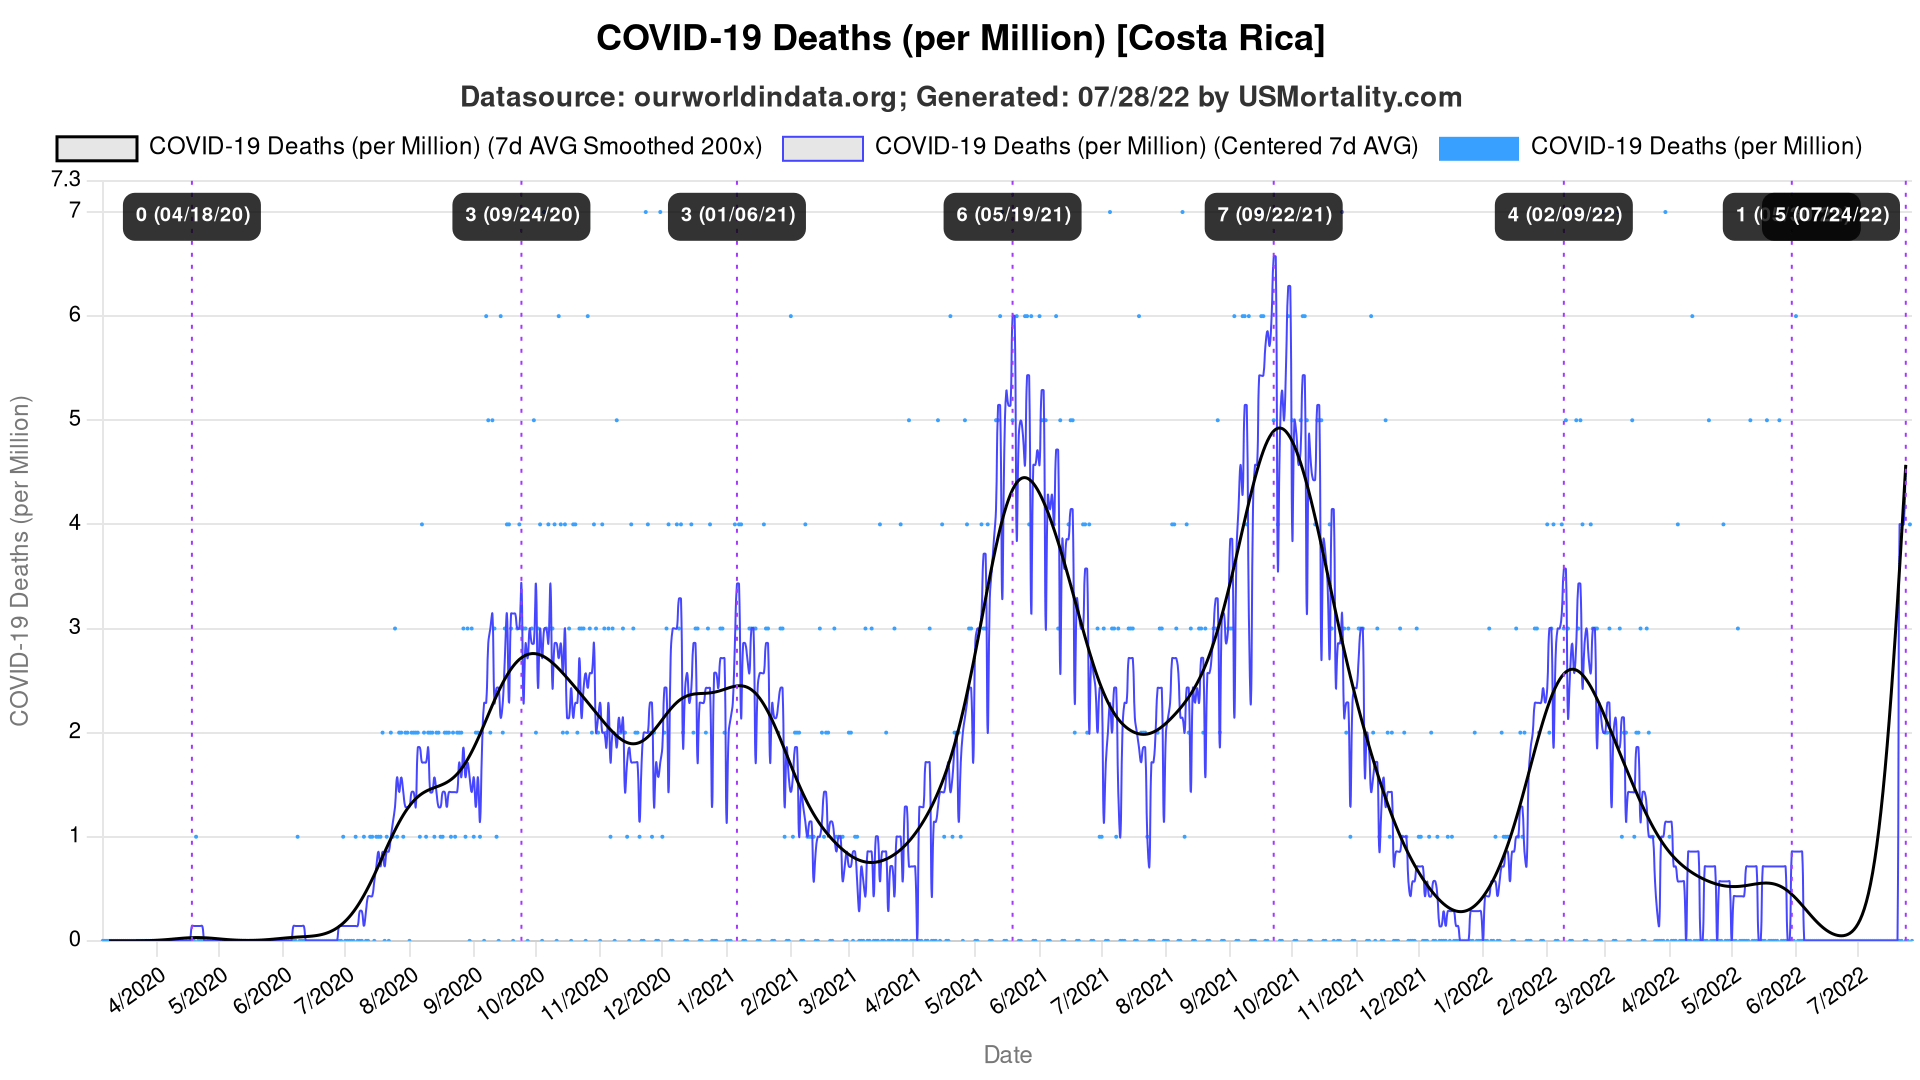 COVID-19 Deaths (per Million) [Costa Rica]
Datasource: ourworldindata.org; Generated: 07/28/22 by USMortality.com
COVID-19 Deaths (per Million) (7d AVG Smoothed 200x) COVID-19 Deaths (per Million) (Centered 7d AVG) COVID-19 Deaths (per Million)
7.3
7
0 (04/18/20) 3 (09/24/20) 3 (01/06/21) 6 (05/19/21) 7 (09/22/21) 4 (02/09/22) 1 5 (07/24/22)
6
5
4
3
2
1
0
COVID-19 Deaths (per Million)
4/2020 5/2020 6/2020 7/2020 8/2020 9/2020 10/2020 11/2020 12/2020 1/2021 2/2021 3/2021 4/2021 5/2021 6/2021 7/2021 8/2021 9/2021 10/2021 11/2021 12/2021 1/2022 2/2022 3/2022 4/2022 5/2022 6/2022 7/2022
Date